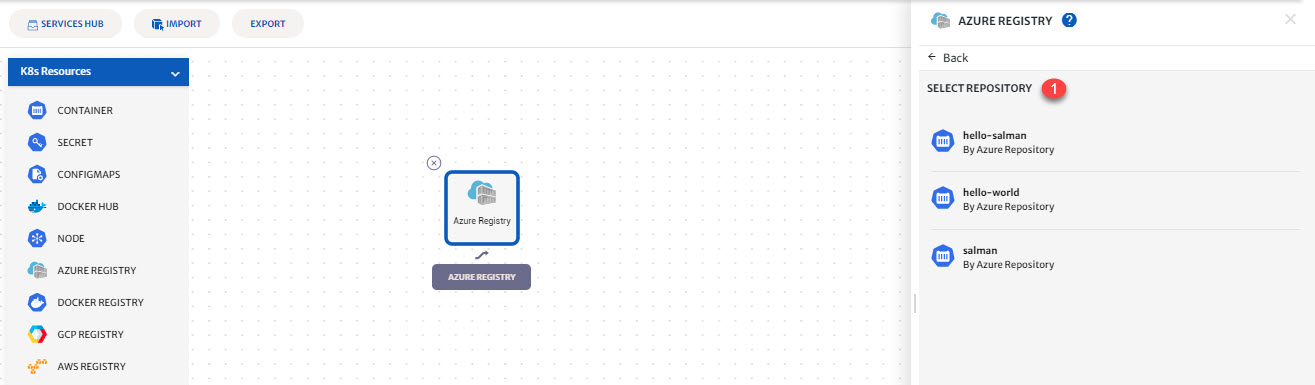 SERVICES HUB
IMPORT
EXPORT
K8s Resources
CONTAINER
SECRET
CONFIGMAPS
DOCKER HUB
NODE
AZURE REGISTRY
DOCKER REGISTRY
GCP REGISTRY
AWS REGISTRY
Azure Registry
AZURE REGISTRY
AZURE REGISTRY ?
Back
SELECT REPOSITORY 1
hello-salman
By Azure Repository
hello-world
By Azure Repository
salman
By Azure Repository